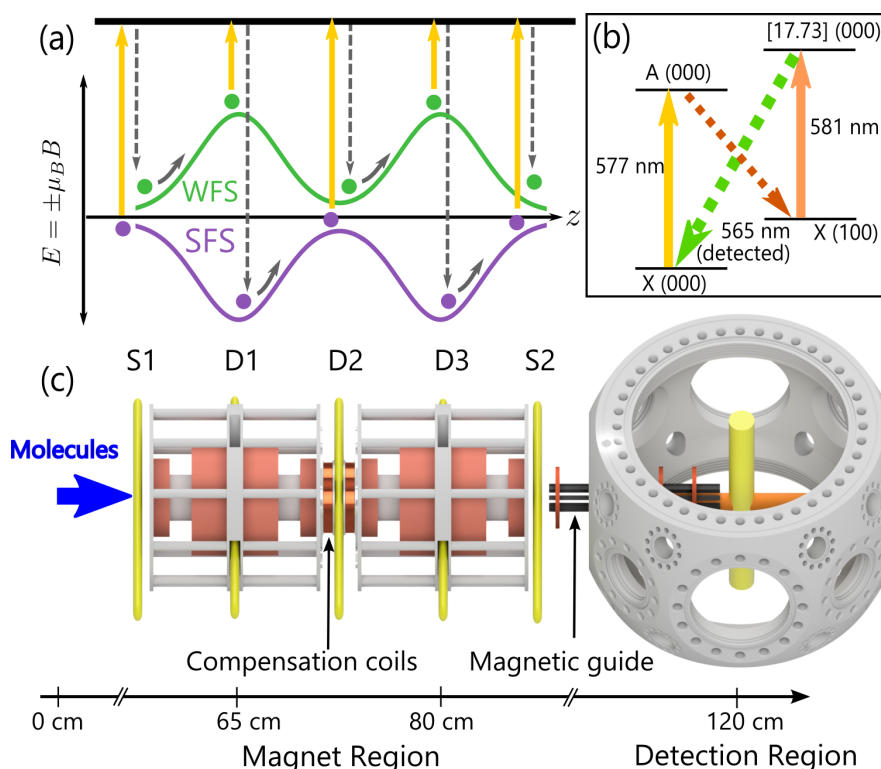 (a)
E = ±μ_B B
WFS
SFS
z
(b)
[17.73] (000)
A (000)
581 nm
577 nm
565 nm
(detected)
X (100)
X (000)
(c)
S1 D1 D2 D3 S2
Molecules
Compensation coils
Magnetic guide
0 cm 65 cm 80 cm 120 cm
Magnet Region Detection Region